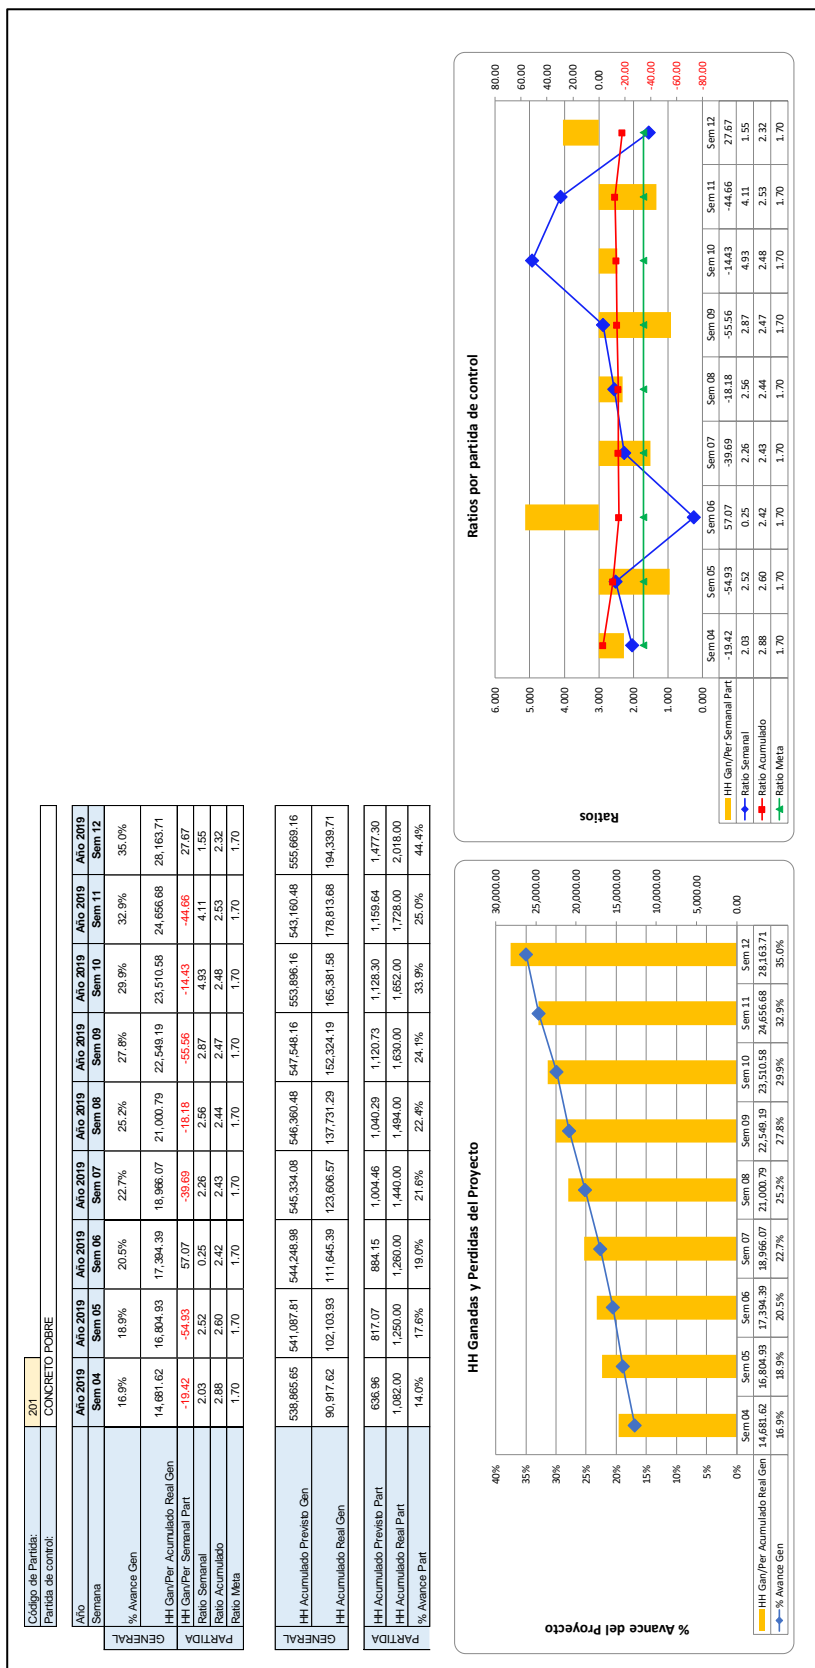 Código de Partida: 201
Partida de control: CONCRETO POBRE
Año Año 2019 Año 2019 Año 2019 Año 2019 Año 2019 Año 2019 Año 2019 Año 2019 Año 2019
Semana Sem 04 Sem 05 Sem 06 Sem 07 Sem 08 Sem 09 Sem 10 Sem 11 Sem 12
GENERAL
% Avance Gen 16.9% 18.9% 20.5% 22.7% 25.2% 27.8% 29.9% 32.9% 35.0%
HH Gan/Per Acumulado Real Gen 14,681.62 16,804.93 17,394.39 18,966.07 21,000.79 22,549.19 23,510.58 24,656.68 28,163.71
PARTIDA
HH Gan/Per Semanal Part -19.42 -54.93 57.07 -39.69 -18.18 -55.56 -14.43 -44.66 27.67
Ratio Semanal 2.03 2.52 0.25 2.26 2.56 2.87 4.93 4.11 1.55
Ratio Acumulado 2.88 2.60 2.42 2.43 2.44 2.47 2.48 2.53 2.32
Ratio Meta 1.70 1.70 1.70 1.70 1.70 1.70 1.70 1.70 1.70
GENERAL
HH Acumulado Previsto Gen 538,865.65 541,087.81 544,248.98 545,334.08 546,360.48 547,548.16 553,896.16 543,160.48 555,669.16
HH Acumulado Real Gen 90,917.62 102,103.93 111,645.39 123,606.57 137,731.29 152,324.19 165,381.58 178,813.68 194,339.71
PARTIDA
HH Acumulado Previsto Part 636.96 817.07 884.15 1,004.46 1,040.29 1,120.73 1,128.30 1,159.64 1,477.30
HH Acumulado Real Part 1,082.00 1,250.00 1,260.00 1,440.00 1,494.00 1,630.00 1,652.00 1,728.00 2,018.00
% Avance Part 14.0% 17.6% 19.0% 21.6% 22.4% 24.1% 33.9% 25.0% 44.4%
HH Ganadas y Perdidas del Proyecto
% Avance del Proyecto
40%
35%
30%
25%
20%
15%
10%
5%
0%
30,000.00
25,000.00
20,000.00
15,000.00
10,000.00
5,000.00
0.00
Sem 04 Sem 05 Sem 06 Sem 07 Sem 08 Sem 09 Sem 10 Sem 11 Sem 12
HH Gan/Per Acumulado Real Gen 14,681.62 16,804.93 17,394.39 18,966.07 21,000.79 22,549.19 23,510.58 24,656.68 28,163.71
% Avance Gen 16.9% 18.9% 20.5% 22.7% 25.2% 27.8% 29.9% 32.9% 35.0%
Ratios por partida de control
Ratios
6.000
5.000
4.000
3.000
2.000
1.000
0.000
80.00
60.00
40.00
20.00
0.00
-20.00
-40.00
-60.00
-80.00
Sem 04 Sem 05 Sem 06 Sem 07 Sem 08 Sem 09 Sem 10 Sem 11 Sem 12
HH Gan/Per Semanal Part -19.42 -54.93 57.07 -39.69 -18.18 -55.56 -14.43 -44.66 27.67
Ratio Semanal 2.03 2.52 0.25 2.26 2.56 2.87 4.93 4.11 1.55
Ratio Acumulado 2.88 2.60 2.42 2.43 2.44 2.47 2.48 2.53 2.32
Ratio Meta 1.70 1.70 1.70 1.70 1.70 1.70 1.70 1.70 1.70